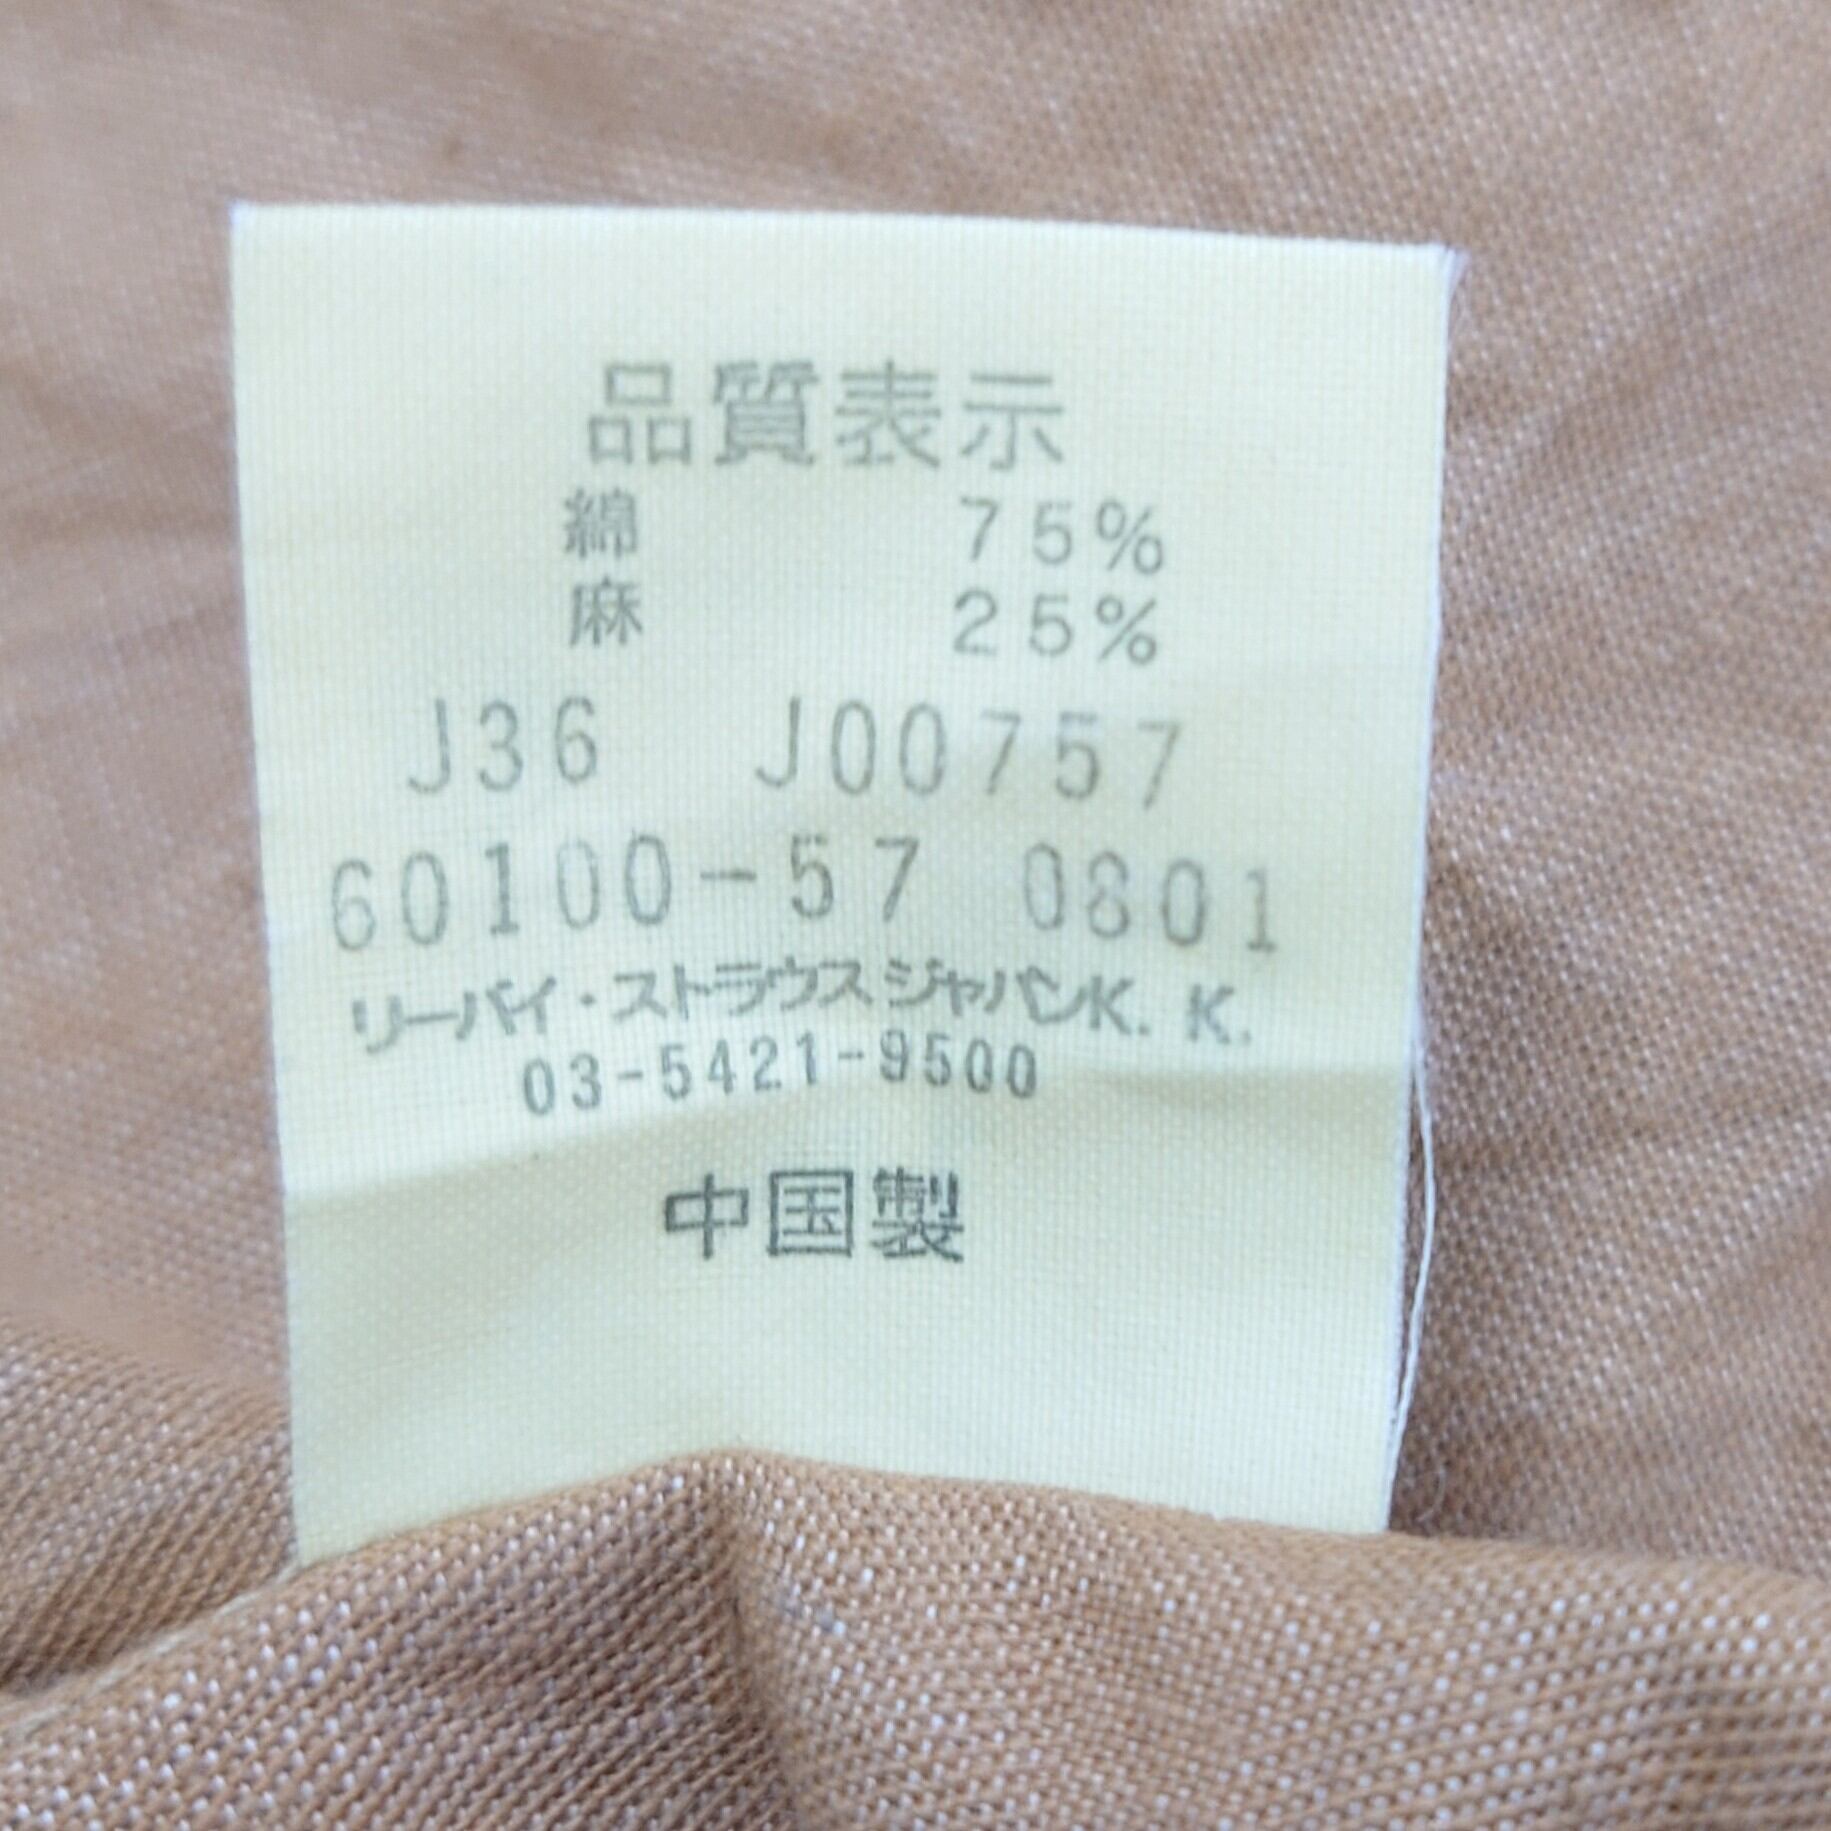 品質表示
綿 75%
麻 25%
J36 J00757
60100-57 0801
リーバイ・ストラウスジャパンK. K.
03-5421-9500
中国製